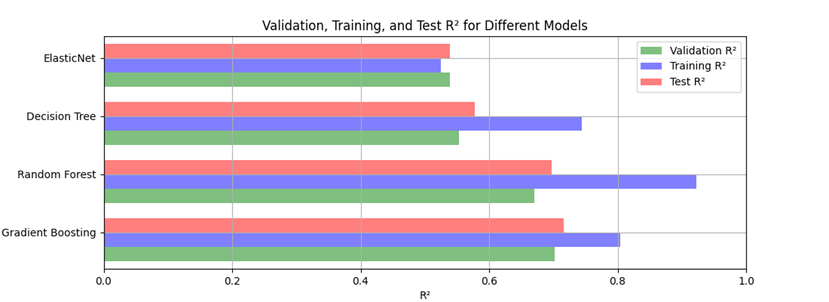 Validation, Training, and Test R² for Different Models
ElasticNet
Decision Tree
Random Forest
Gradient Boosting
Validation R²
Training R²
Test R²
0.0 0.2 0.4 0.6 0.8 1.0
R²